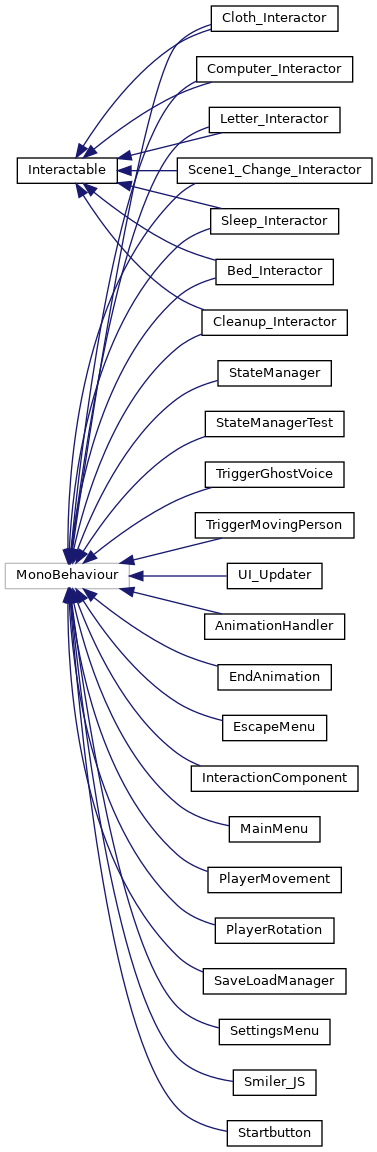 Cloth_Interactor
Computer_Interactor
Letter_Interactor
Interactable
Scene1_Change_Interactor
Sleep_Interactor
Bed_Interactor
Cleanup_Interactor
StateManager
StateManagerTest
TriggerGhostVoice
TriggerMovingPerson
MonoBehaviour
UI_Updater
AnimationHandler
EndAnimation
EscapeMenu
InteractionComponent
MainMenu
PlayerMovement
PlayerRotation
SaveLoadManager
SettingsMenu
Smiler_JS
Startbutton